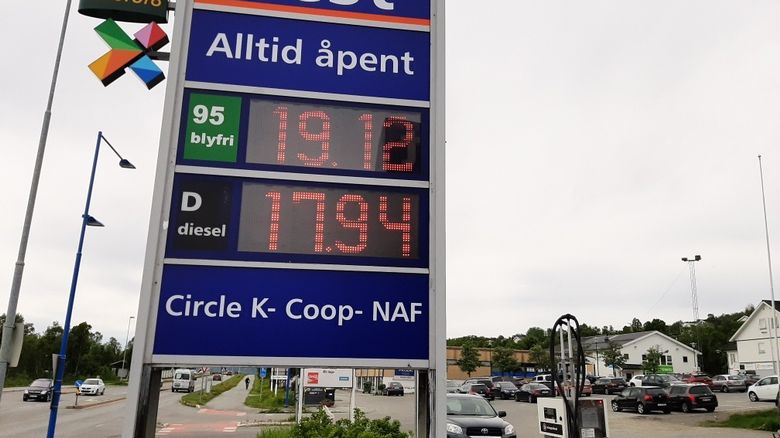 Alltid åpent
95
blyfri
19.12
D
diesel
17.94
Circle K- Coop- NAF